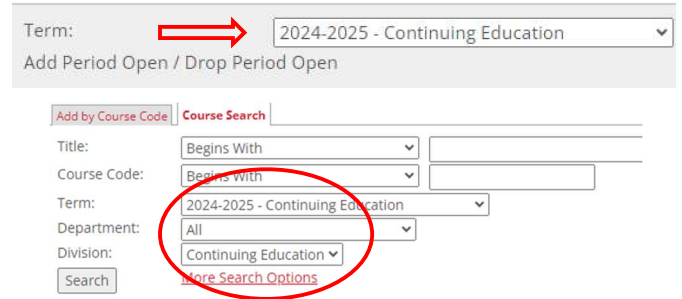 Term: 2024-2025 - Continuing Education
Add Period Open / Drop Period Open
Add by Course Code Course Search
Title: Begins With
Course Code: Begins With
Term: 2024-2025 - Continuing Education
Department: All
Division: Continuing Education
Search More Search Options